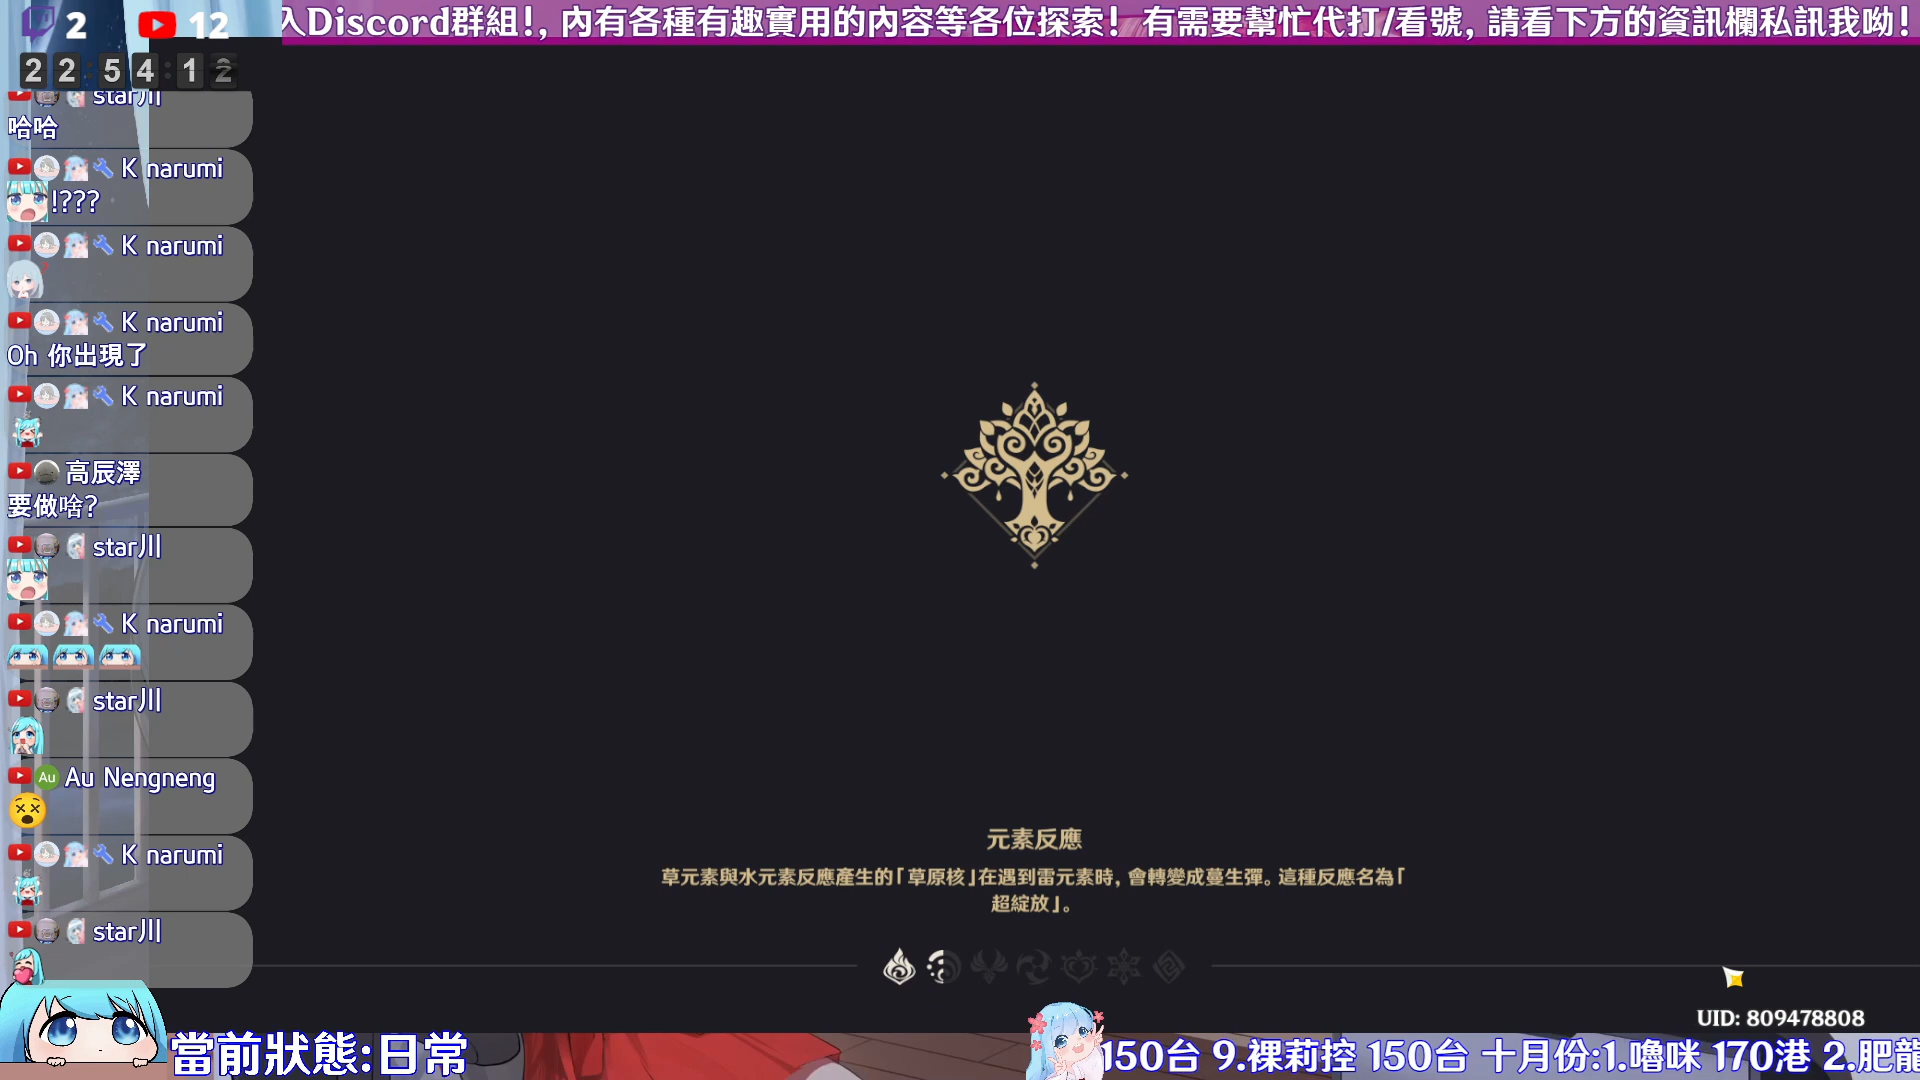 2 12
入Discord群組!, 內有各種有趣實用的內容等各位探索! 有需要幫忙代打/看號, 請看下方的資訊欄私訊我呦!
22:54:12
star川
哈哈
K narumi
!???
K narumi
K narumi
Oh 你出現了
K narumi
高辰澤
要做啥?
star川
K narumi
star川
Au Au Nengneng
K narumi
star川
元素反應
草元素與水元素反應產生的「草原核」在遇到雷元素時, 會轉變成蔓生彈。這種反應名為「
超綻放」。
UID: 809478808
當前狀態:日常
150台 9.裸莉控 150台 十月份:1.嚕咪 170港 2.肥龍